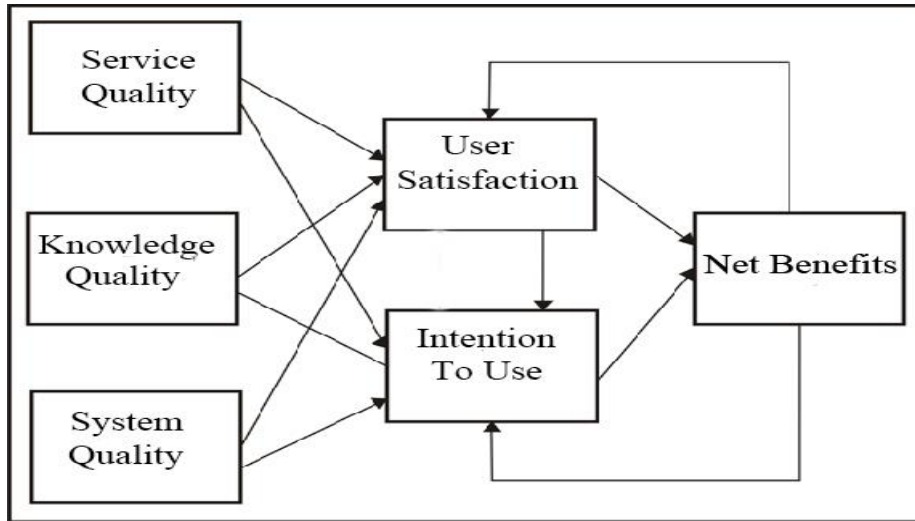 Service
Quality
Knowledge
Quality
System
Quality
User
Satisfaction
Intention
To Use
Net Benefits